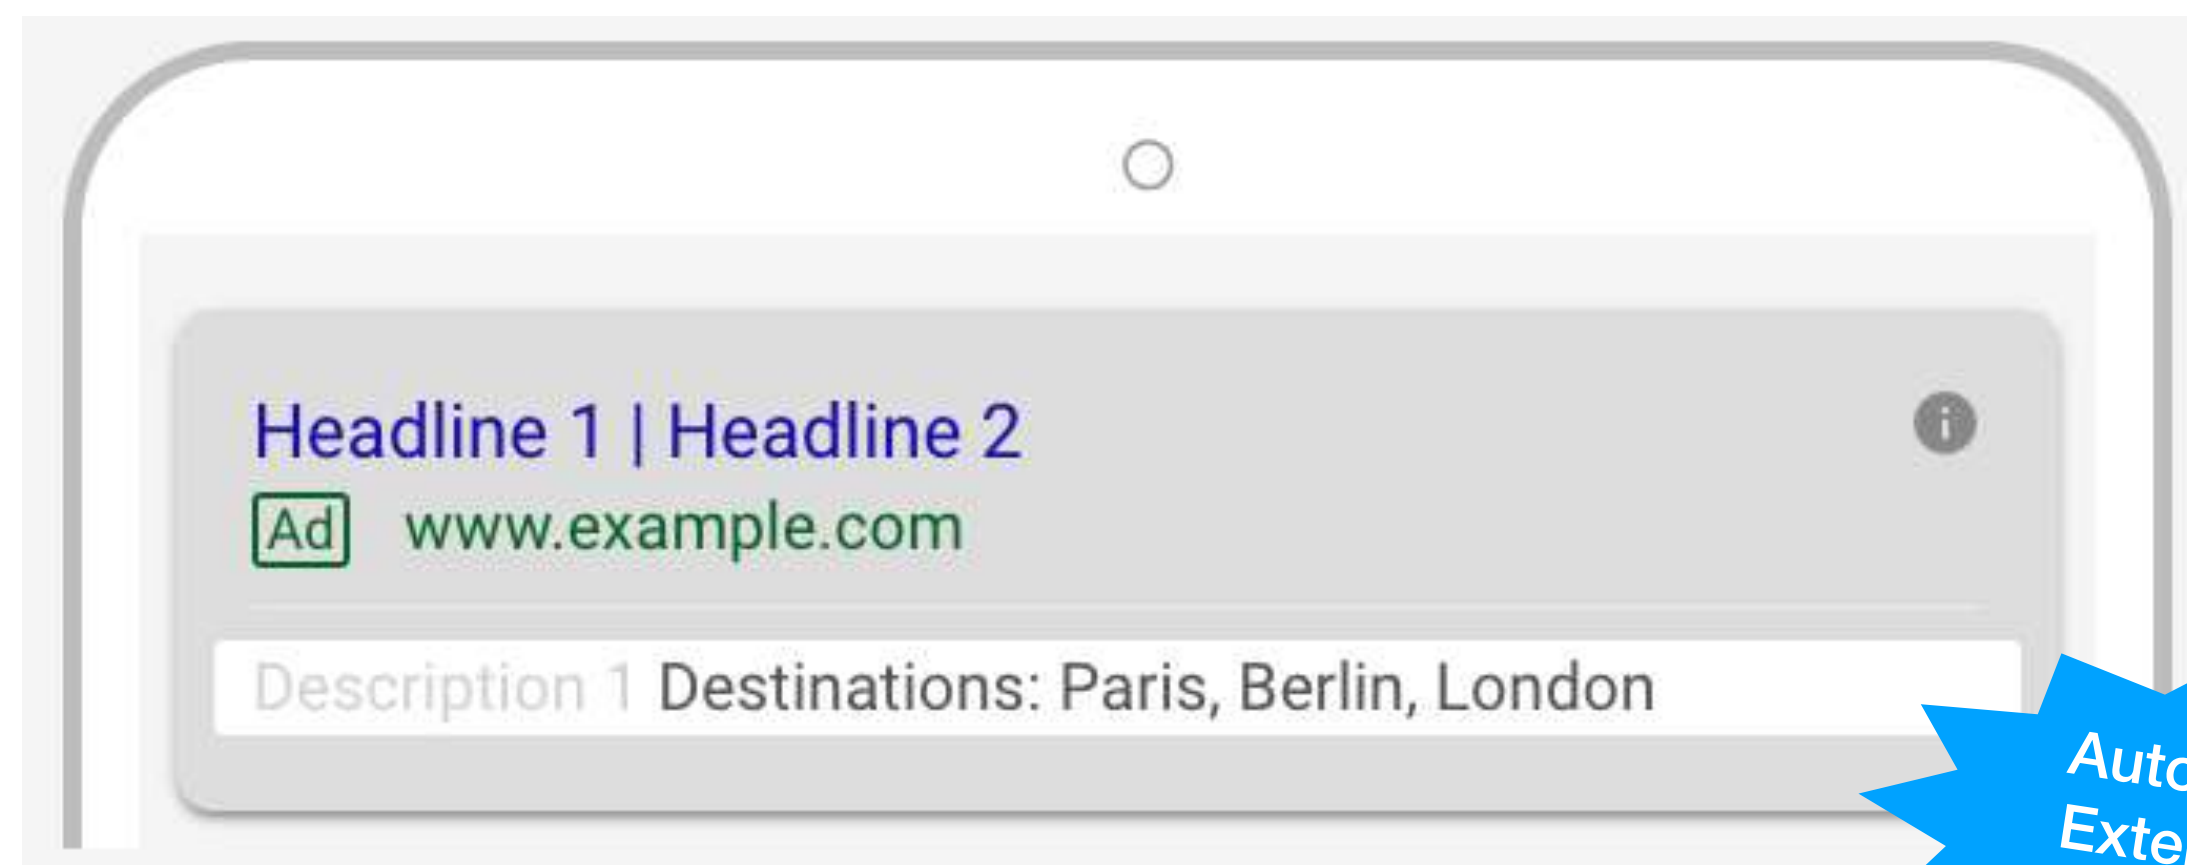 Headline 1 | Headline 2
Ad www.example.com
Description 1 Destinations: Paris, Berlin, London